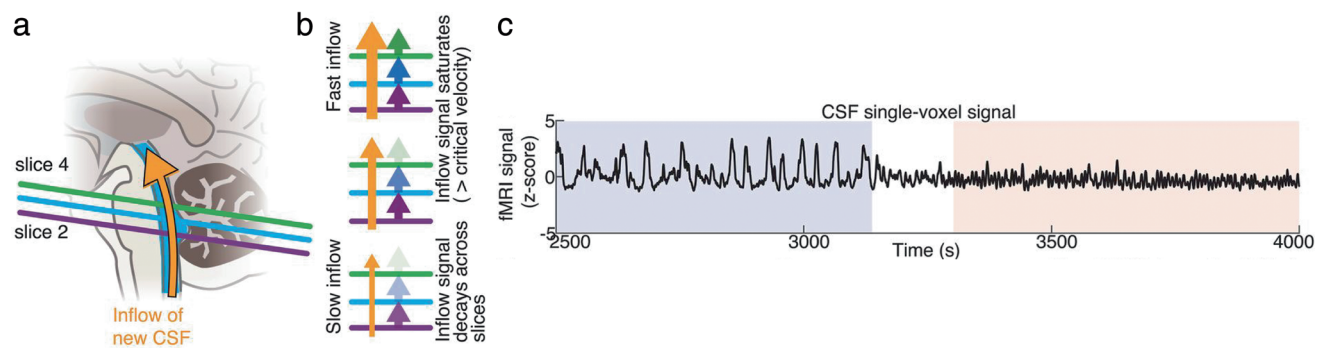 a
slice 4
slice 2
Inflow of
new CSF
b
Fast inflow
Slow inflow
Inflow signal saturates
( > critical velocity)
Inflow signal
decays across
slices
c
CSF single-voxel signal
fMRI signal
(z-score)
5
0
-5
2500
3000
3500
4000
Time (s)